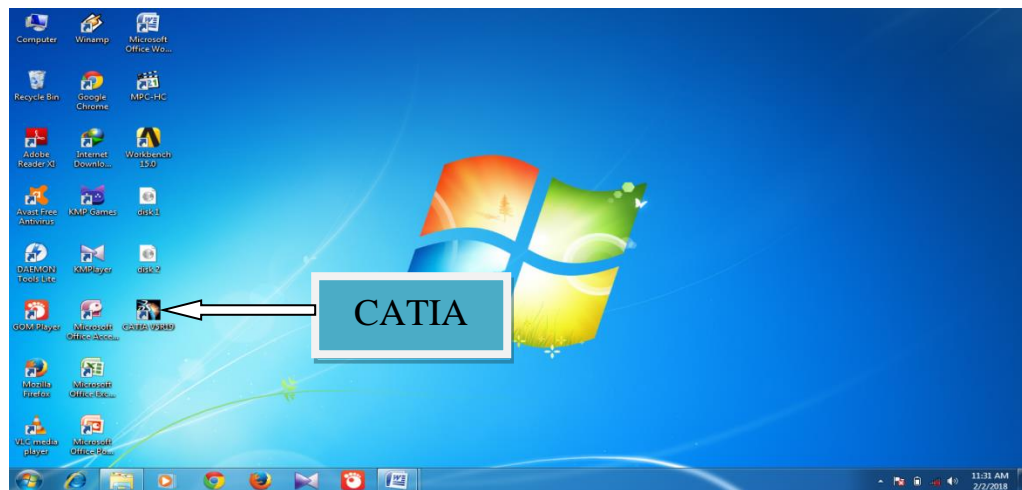 Computer
Winamp
Microsoft
Office Wo...
Recycle Bin
Google
Chrome
MPC-HC
Adobe
Reader XI
Internet
Downlo...
Workbench
15.0
Avast Free
Antivirus
KMP Games
disk1
DAEMON
Tools Lite
KMPlayer
disk2
GOM Player
Microsoft
Office Acce...
CATIA V5R19
CATIA
Mozilla
Firefox
Microsoft
Office Exc...
VLC media
player
Microsoft
Office Po...
11:31 AM
2/2/2018